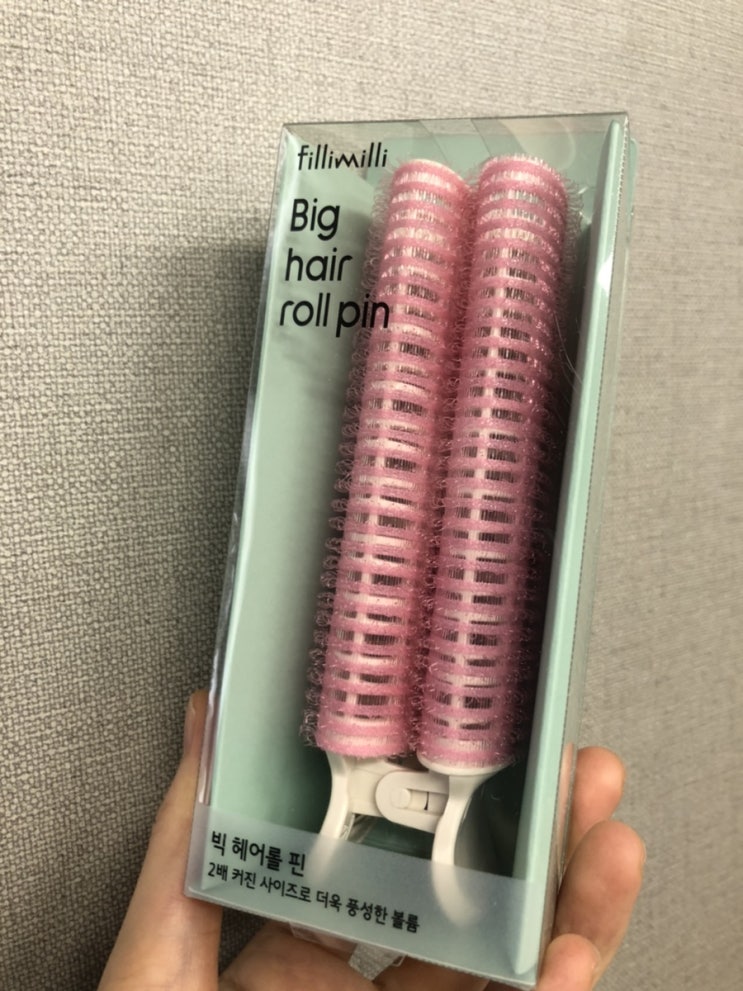 fillimilli
Big
hair
roll pin
빅 헤어롤 핀
2배 커진 사이즈로 더욱 풍성한 볼륨